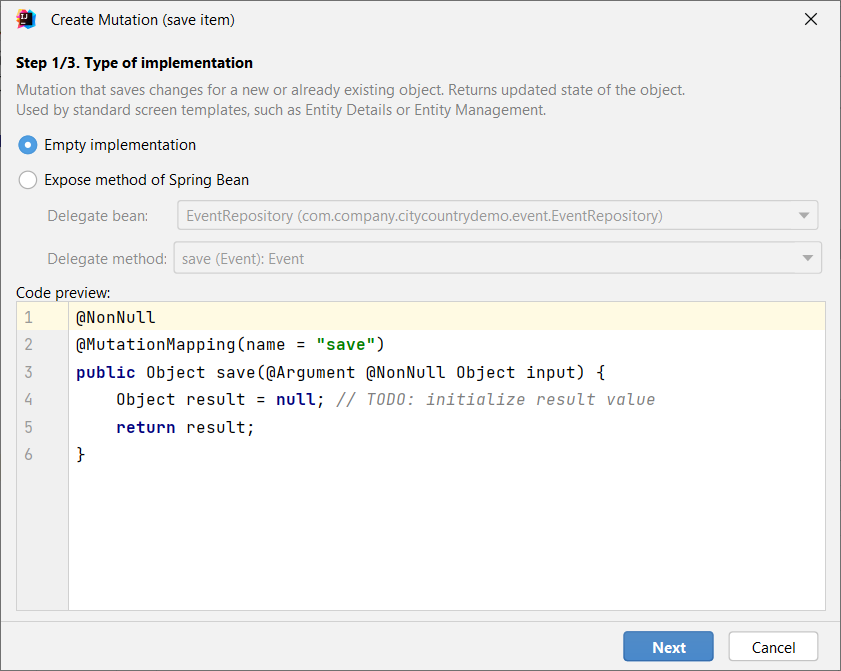 Create Mutation (save item)
Step 1/3. Type of implementation
Mutation that saves changes for a new or already existing object. Returns updated state of the object.
Used by standard screen templates, such as Entity Details or Entity Management.
Empty implementation
Expose method of Spring Bean
Delegate bean: EventRepository (com.company.citycountrydemo.event.EventRepository)
Delegate method: save (Event): Event
Code preview:
1 @NonNull
2 @MutationMapping(name = "save")
3 public Object save(@Argument @NonNull Object input) {
4     Object result = null; // TODO: initialize result value
5     return result;
6 }
Next Cancel